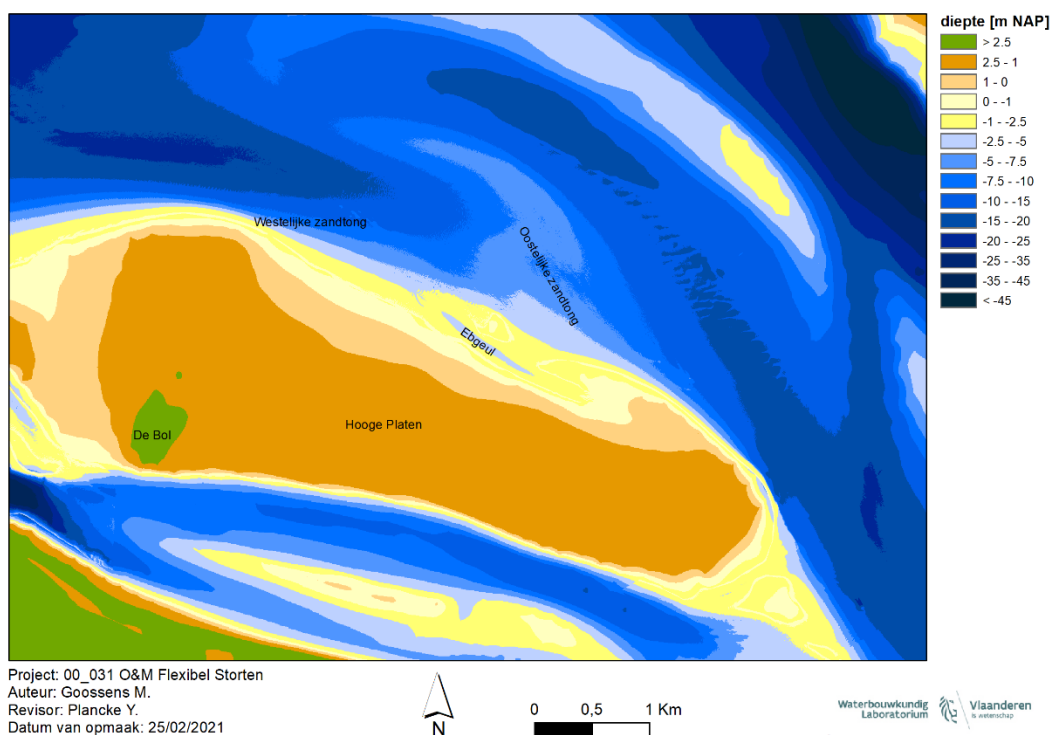 diepte [m NAP]
> 2.5
2.5 - 1
1 - 0
0 - -1
-1 - -2.5
-2.5 - -5
-5 - -7.5
-7.5 - -10
-10 - -15
-15 - -20
-20 - -25
-25 - -35
-35 - -45
< -45
Westelijke zandtong
Oostelijke zandtong
Ebgeul
Hooge Platen
De Bol
Project: 00_031 O&M Flexibel Storten
Auteur: Goossens M.
Revisor: Plancke Y.
Datum van opmaak: 25/02/2021
N
0 0,5 1 Km
Waterbouwkundig
Laboratorium
Vlaanderen
is wetenschap